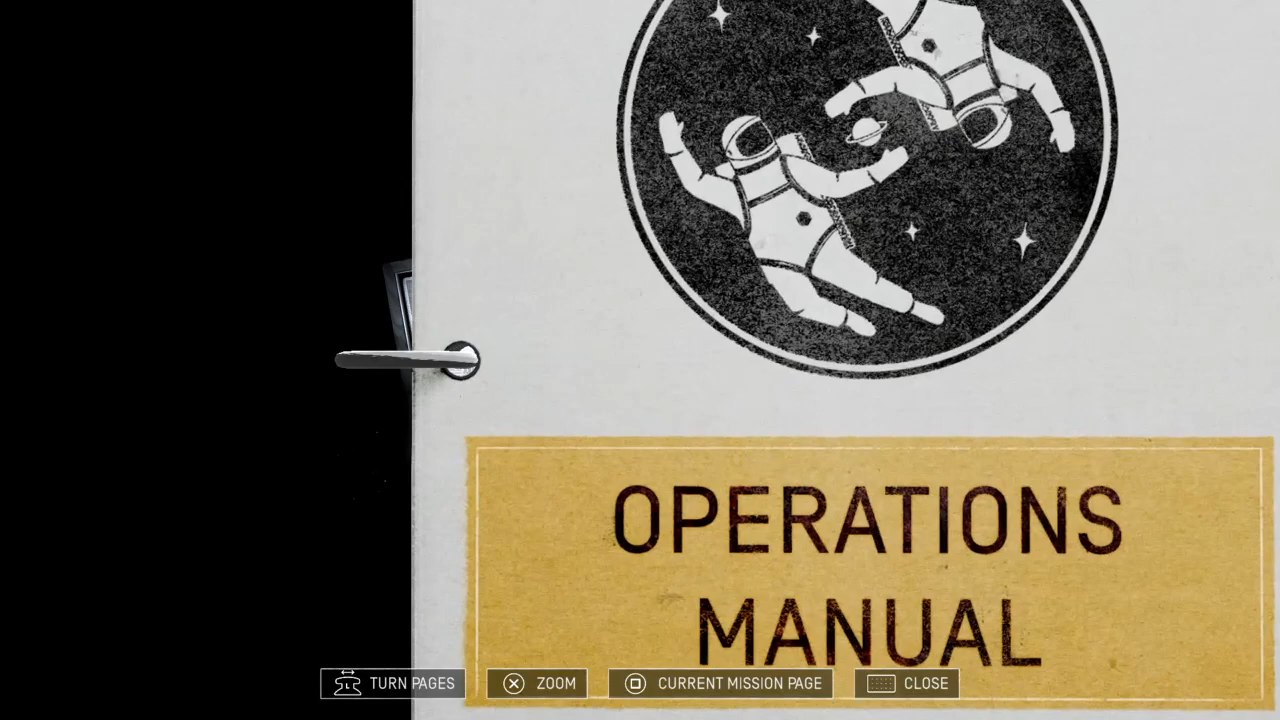 OPERATIONS
MANUAL
L TURN PAGES ZOOM CURRENT MISSION PAGE CLOSE